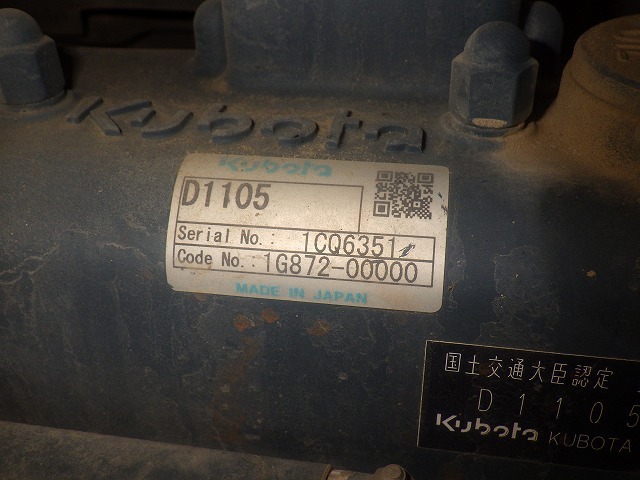 Kubota
Kubota
D1105
Serial No.: 1CQ6351
Code No.: 1G872-00000
MADE IN JAPAN
国土交通大臣認定
D1105
Kubota KUBOTA